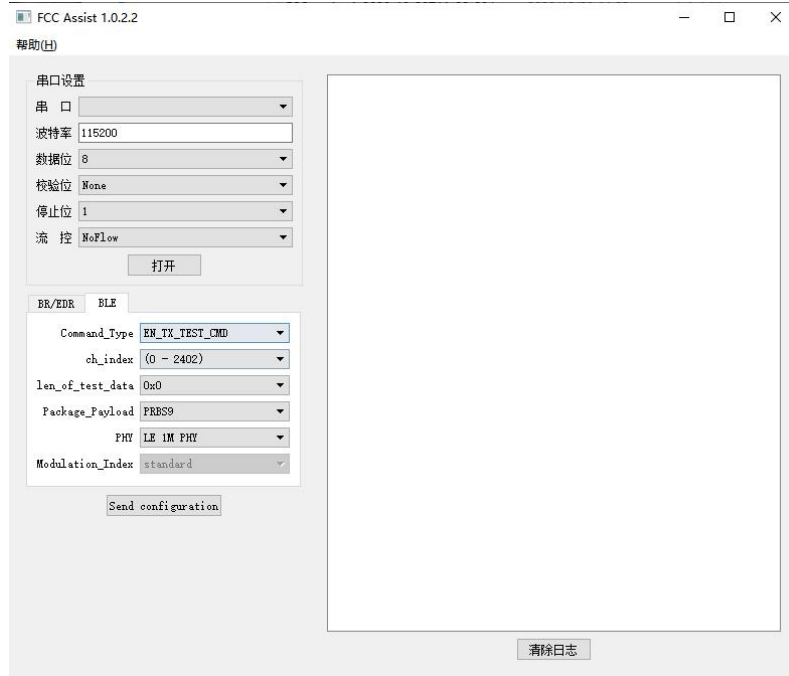 FCC Assist 1.0.2.2
帮助(H)
串口设置
串 口
波特率 115200
数据位 8
校验位 None
停止位 1
流 控 NoFlow
打开
BR/EDR BLE
Command_Type EN_TX_TEST_CMD
ch_index (0 - 2402)
len_of_test_data 0x0
Package_Payload PRBS9
PHY LE 1M PHY
Modulation_Index standard
Send configuration
清除日志